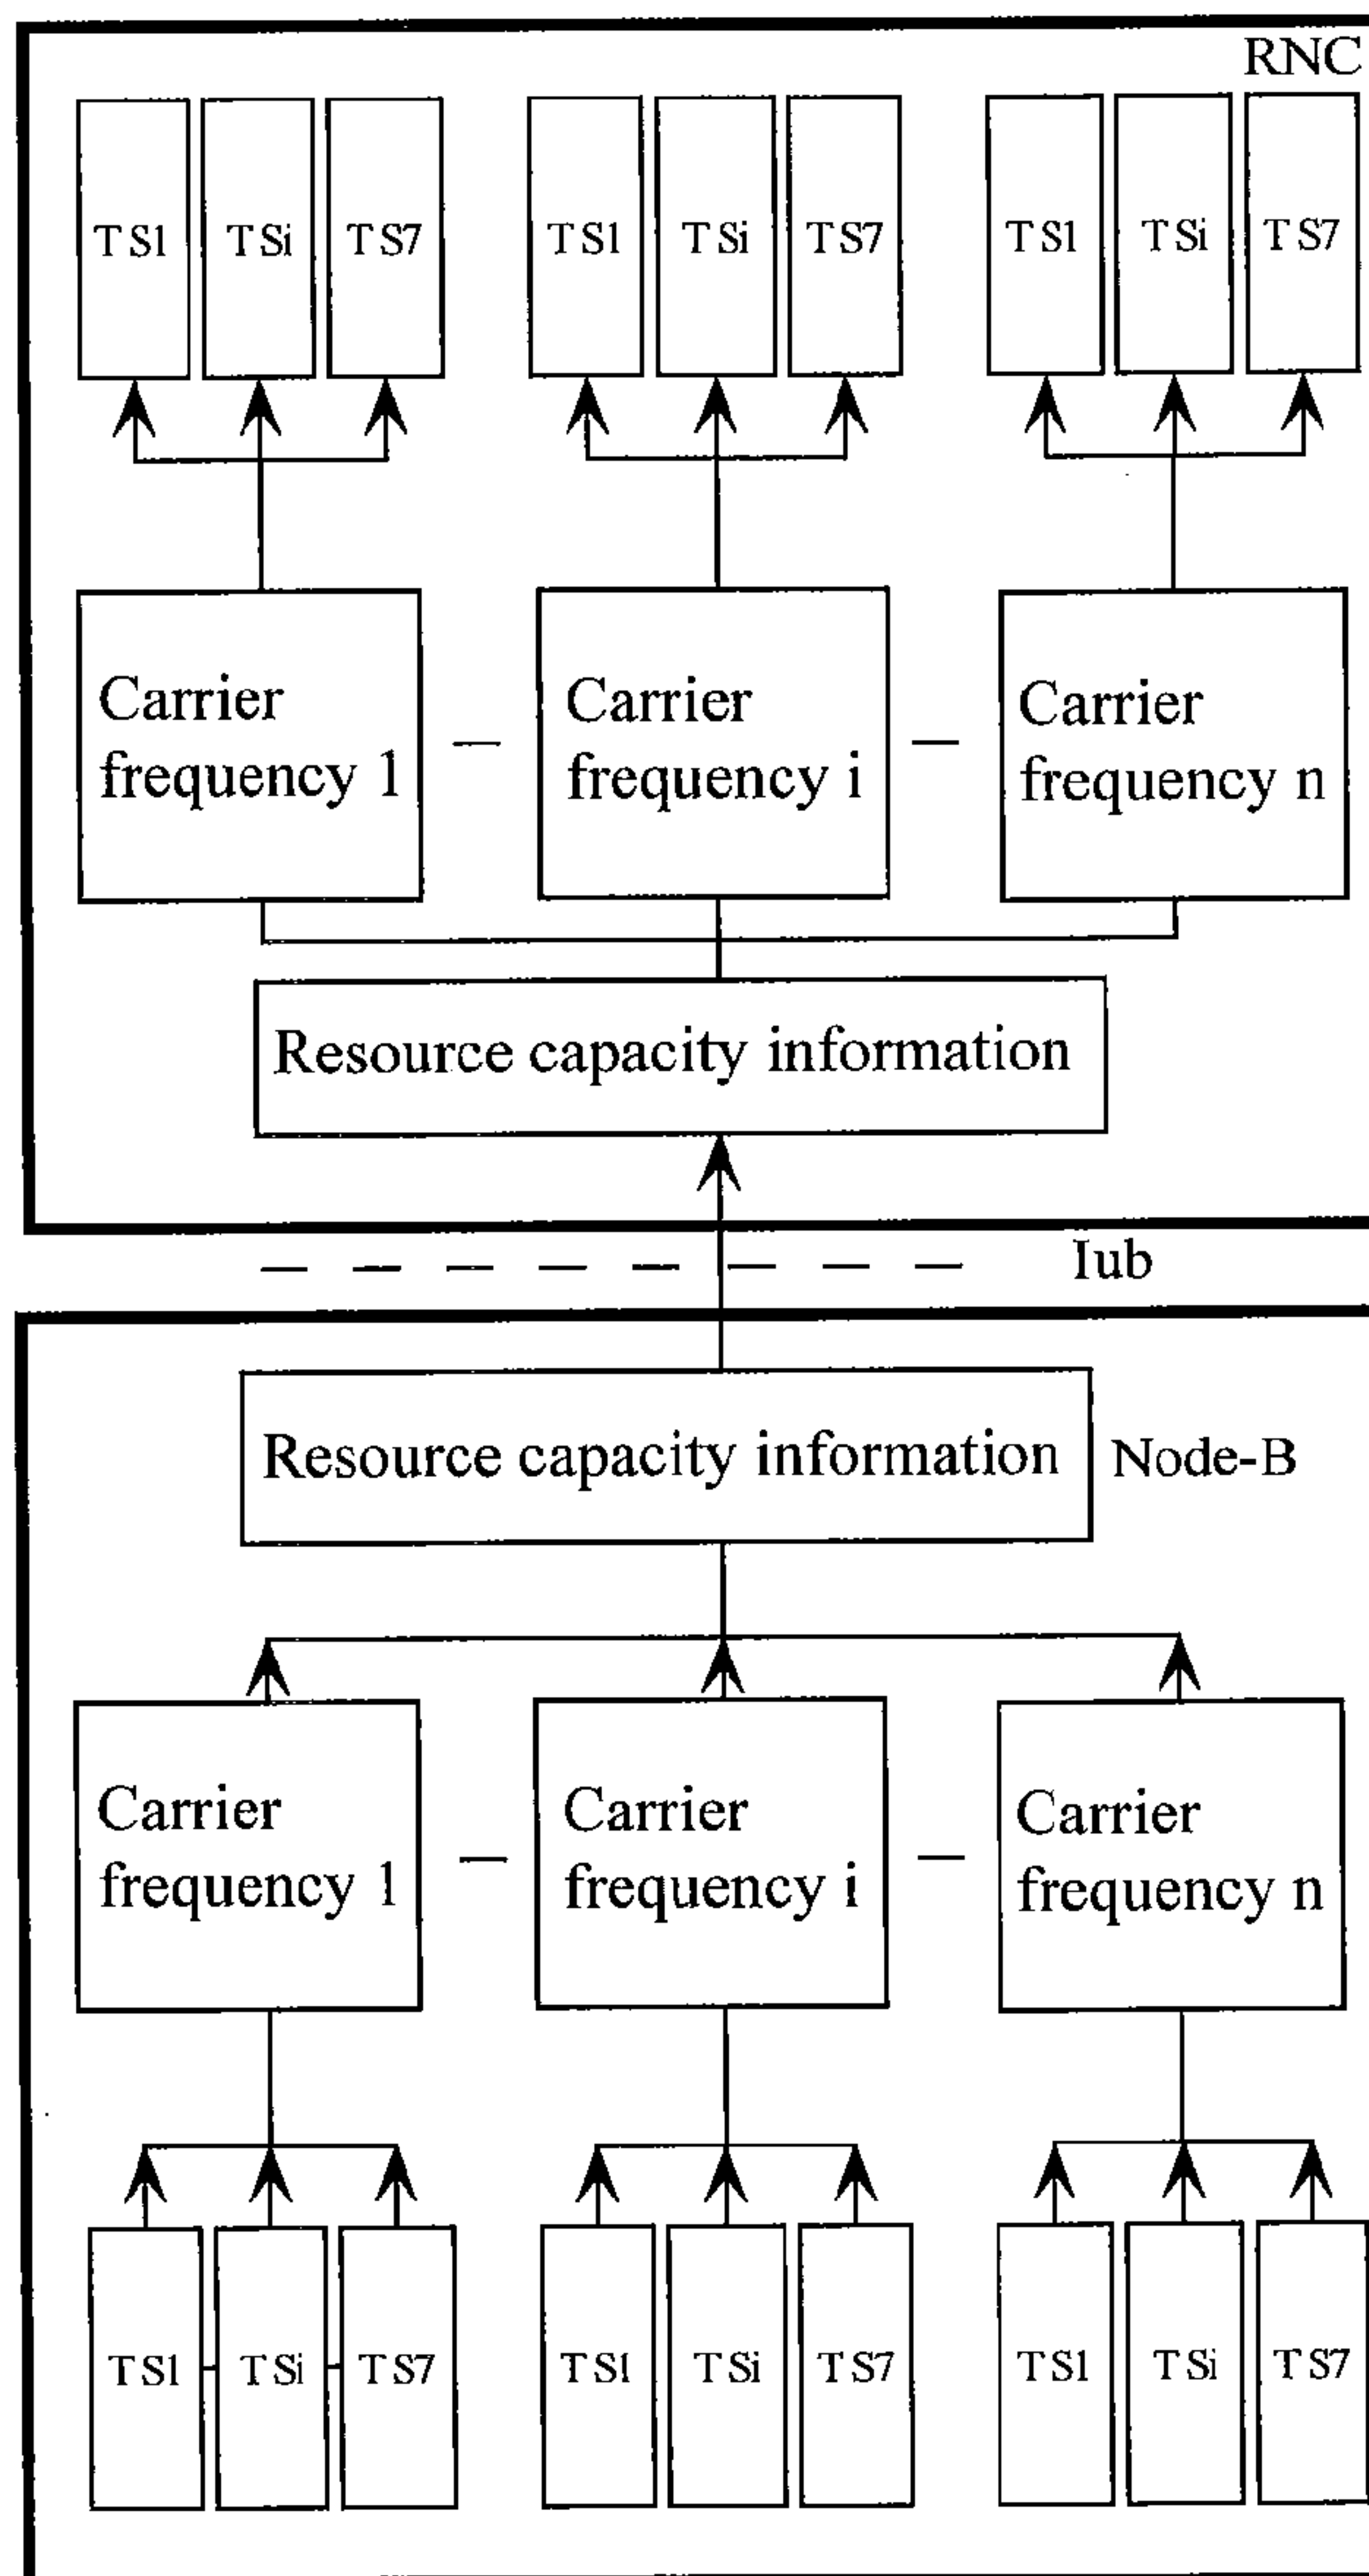 RNC
TS1 TSi TS7 TS1 TSi TS7 TS1 TSi TS7
Carrier
frequency 1
Carrier
frequency i
Carrier
frequency n
Resource capacity information
Iub
Resource capacity information
Node-B
Carrier
frequency 1
Carrier
frequency i
Carrier
frequency n
TS1 TSi TS7 TS1 TSi TS7 TS1 TSi TS7